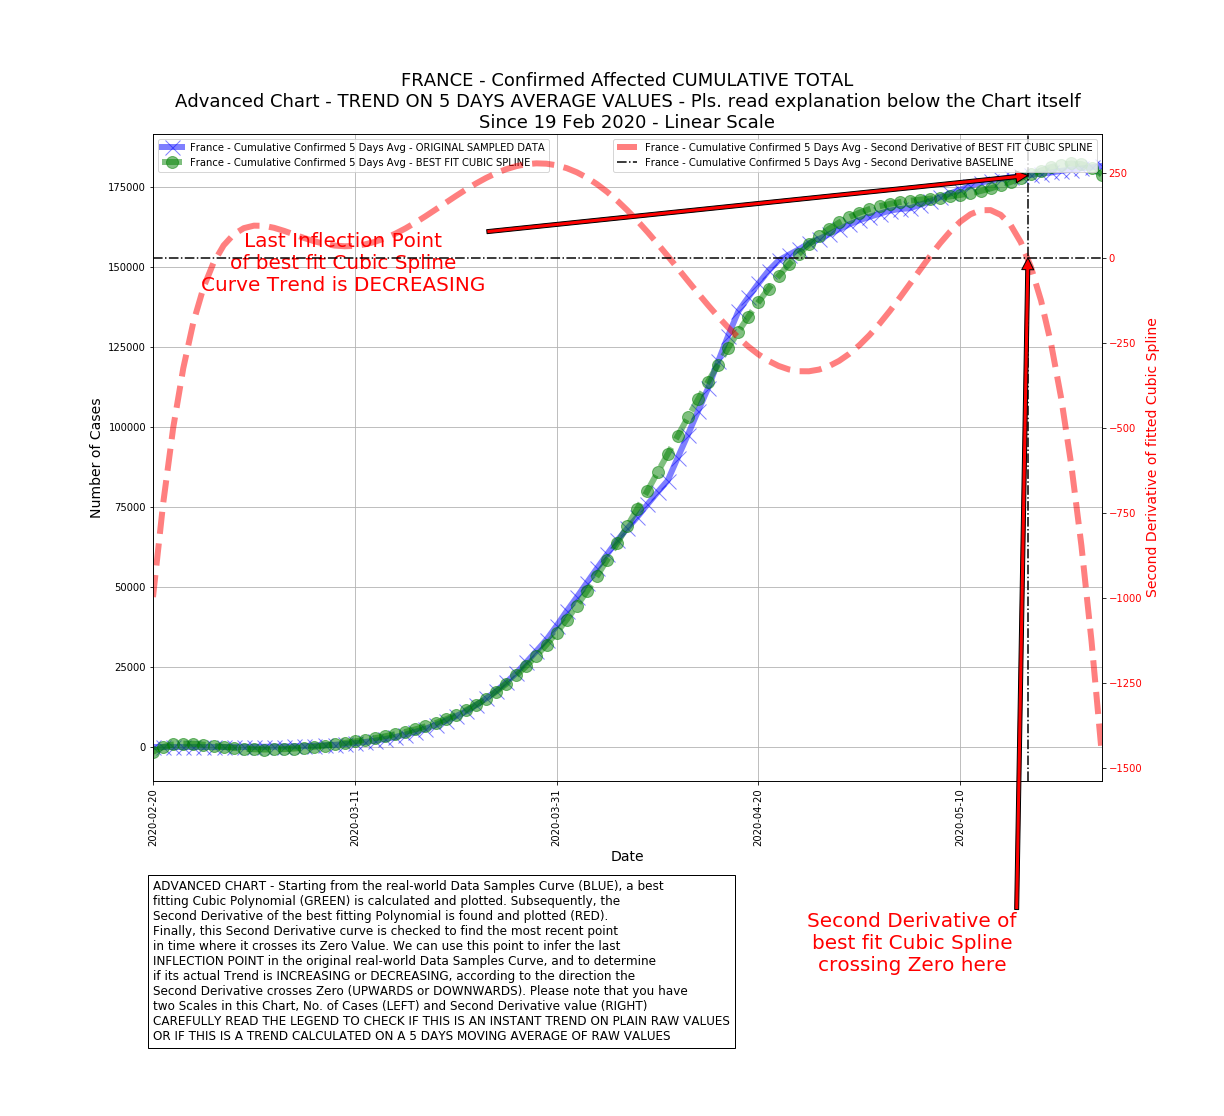 FRANCE - Confirmed Affected CUMULATIVE TOTAL
Advanced Chart - TREND ON 5 DAYS AVERAGE VALUES - Pls. read explanation below the Chart itself
Since 19 Feb 2020 - Linear Scale
France - Cumulative Confirmed 5 Days Avg - ORIGINAL SAMPLED DATA
France - Cumulative Confirmed 5 Days Avg - BEST FIT CUBIC SPLINE
France - Cumulative Confirmed 5 Days Avg - Second Derivative of BEST FIT CUBIC SPLINE
France - Cumulative Confirmed 5 Days Avg - Second Derivative BASELINE
Last Inflection Point
of best fit Cubic Spline
Curve Trend is DECREASING
Number of Cases
175000
150000
125000
100000
75000
50000
25000
0
250
0
−250
−500
−750
−1000
−1250
−1500
Second Derivative of fitted Cubic Spline
2020-02-20
2020-03-11
2020-03-31
2020-04-20
2020-05-10
Date
ADVANCED CHART - Starting from the real-world Data Samples Curve (BLUE), a best
fitting Cubic Polynomial (GREEN) is calculated and plotted. Subsequently, the
Second Derivative of the best fitting Polynomial is found and plotted (RED).
Finally, this Second Derivative curve is checked to find the most recent point
in time where it crosses its Zero Value. We can use this point to infer the last
INFLECTION POINT in the original real-world Data Samples Curve, and to determine
if its actual Trend is INCREASING or DECREASING, according to the direction the
Second Derivative crosses Zero (UPWARDS or DOWNWARDS). Please note that you have
two Scales in this Chart, No. of Cases (LEFT) and Second Derivative value (RIGHT)
CAREFULLY READ THE LEGEND TO CHECK IF THIS IS AN INSTANT TREND ON PLAIN RAW VALUES
OR IF THIS IS A TREND CALCULATED ON A 5 DAYS MOVING AVERAGE OF RAW VALUES
Second Derivative of
best fit Cubic Spline
crossing Zero here